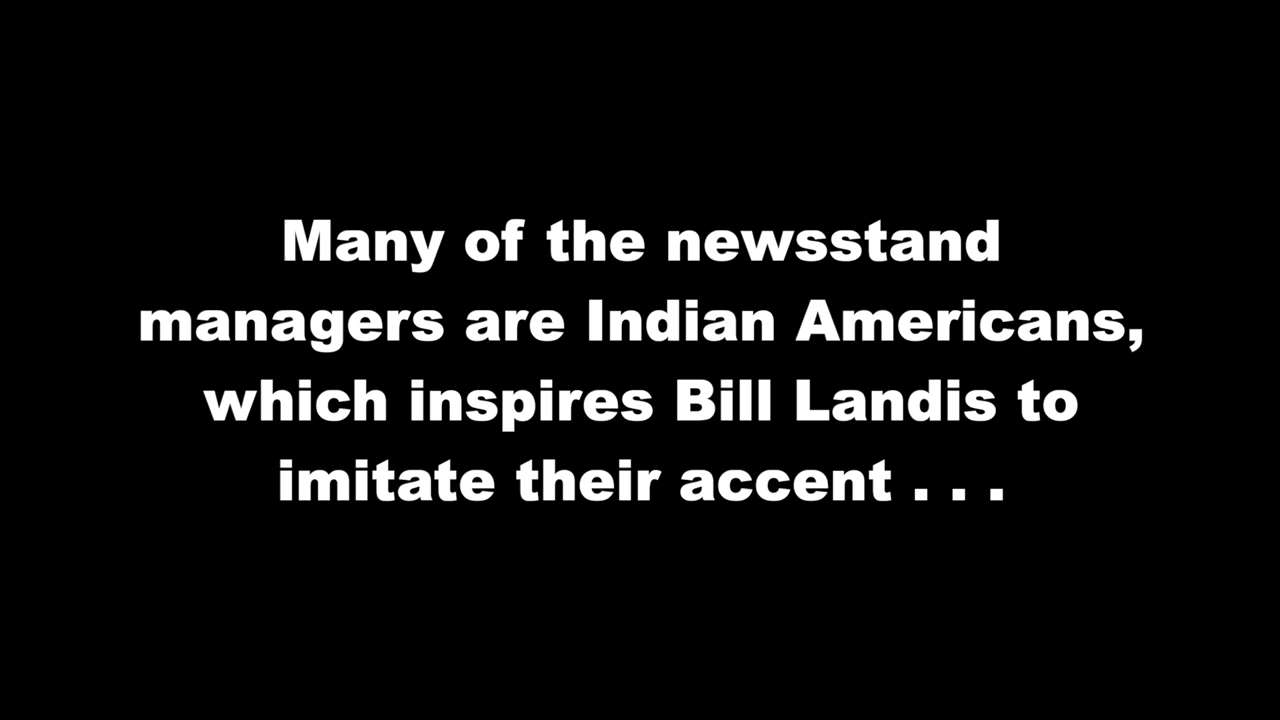 Many of the newsstand
managers are Indian Americans,
which inspires Bill Landis to
imitate their accent . . .